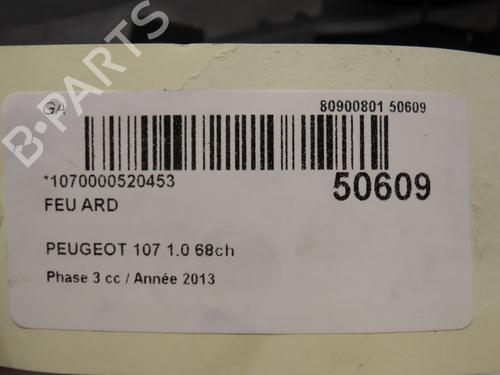 GA
80900801 50609
*1070000520453
50609
FEU ARD
PEUGEOT 107 1.0 68ch
Phase 3 cc / Année 2013
B-PARTS